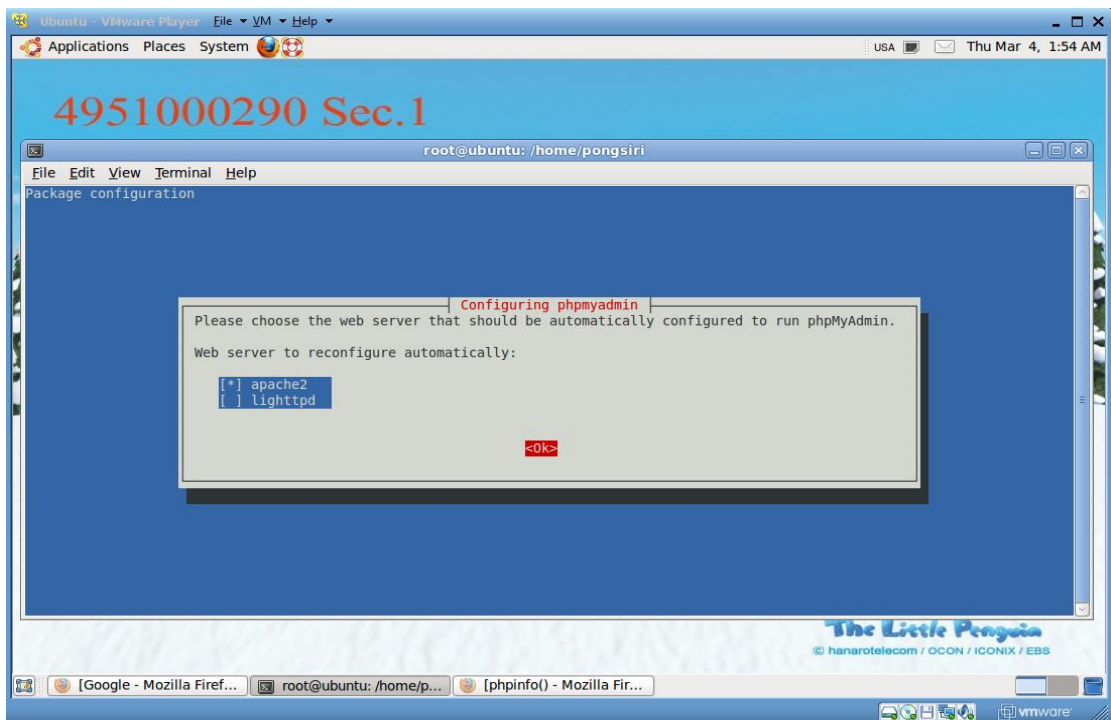 Ubuntu - VMware Player File VM Help
Applications Places System USA Thu Mar 4, 1:54 AM
4951000290 Sec.1
root@ubuntu: /home/pongsiri
File Edit View Terminal Help
Package configuration
Configuring phpmyadmin
Please choose the web server that should be automatically configured to run phpMyAdmin.
Web server to reconfigure automatically:
[*] apache2
[ ] lighttpd
<Ok>
The Little Penguin
© hanarotelecom / OCON / ICONIX / EBS
[Google - Mozilla Firef... root@ubuntu: /home/p... [phpinfo() - Mozilla Fir...
vmware